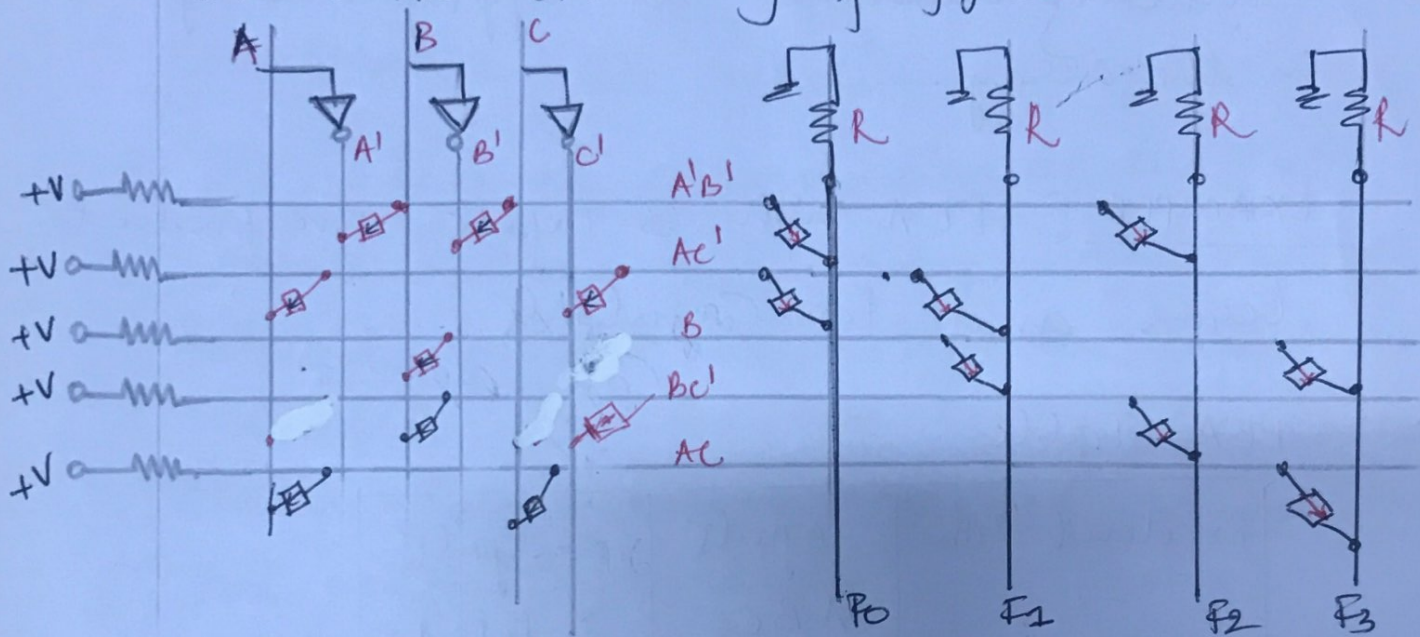 A B C
A' B' C'
R R R R
+V A'B'
+V AC'
+V B
+V BC'
+V AC
F0 F1 F2 F3